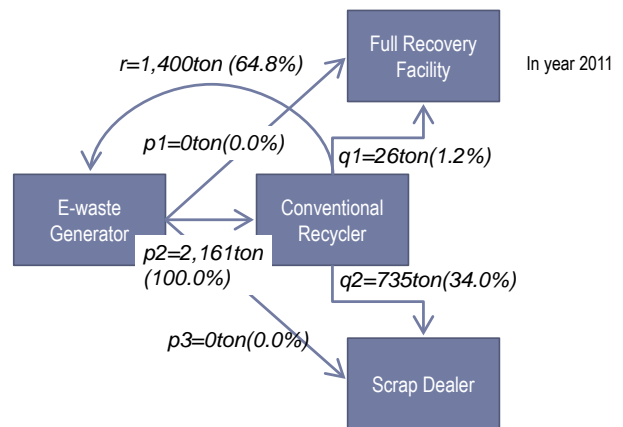 Full Recovery
Facility
In year 2011
r=1,400ton (64.8%)
p1=0ton(0.0%)
q1=26ton(1.2%)
E-waste
Generator
Conventional
Recycler
p2=2,161ton
(100.0%)
q2=735ton(34.0%)
p3=0ton(0.0%)
Scrap Dealer